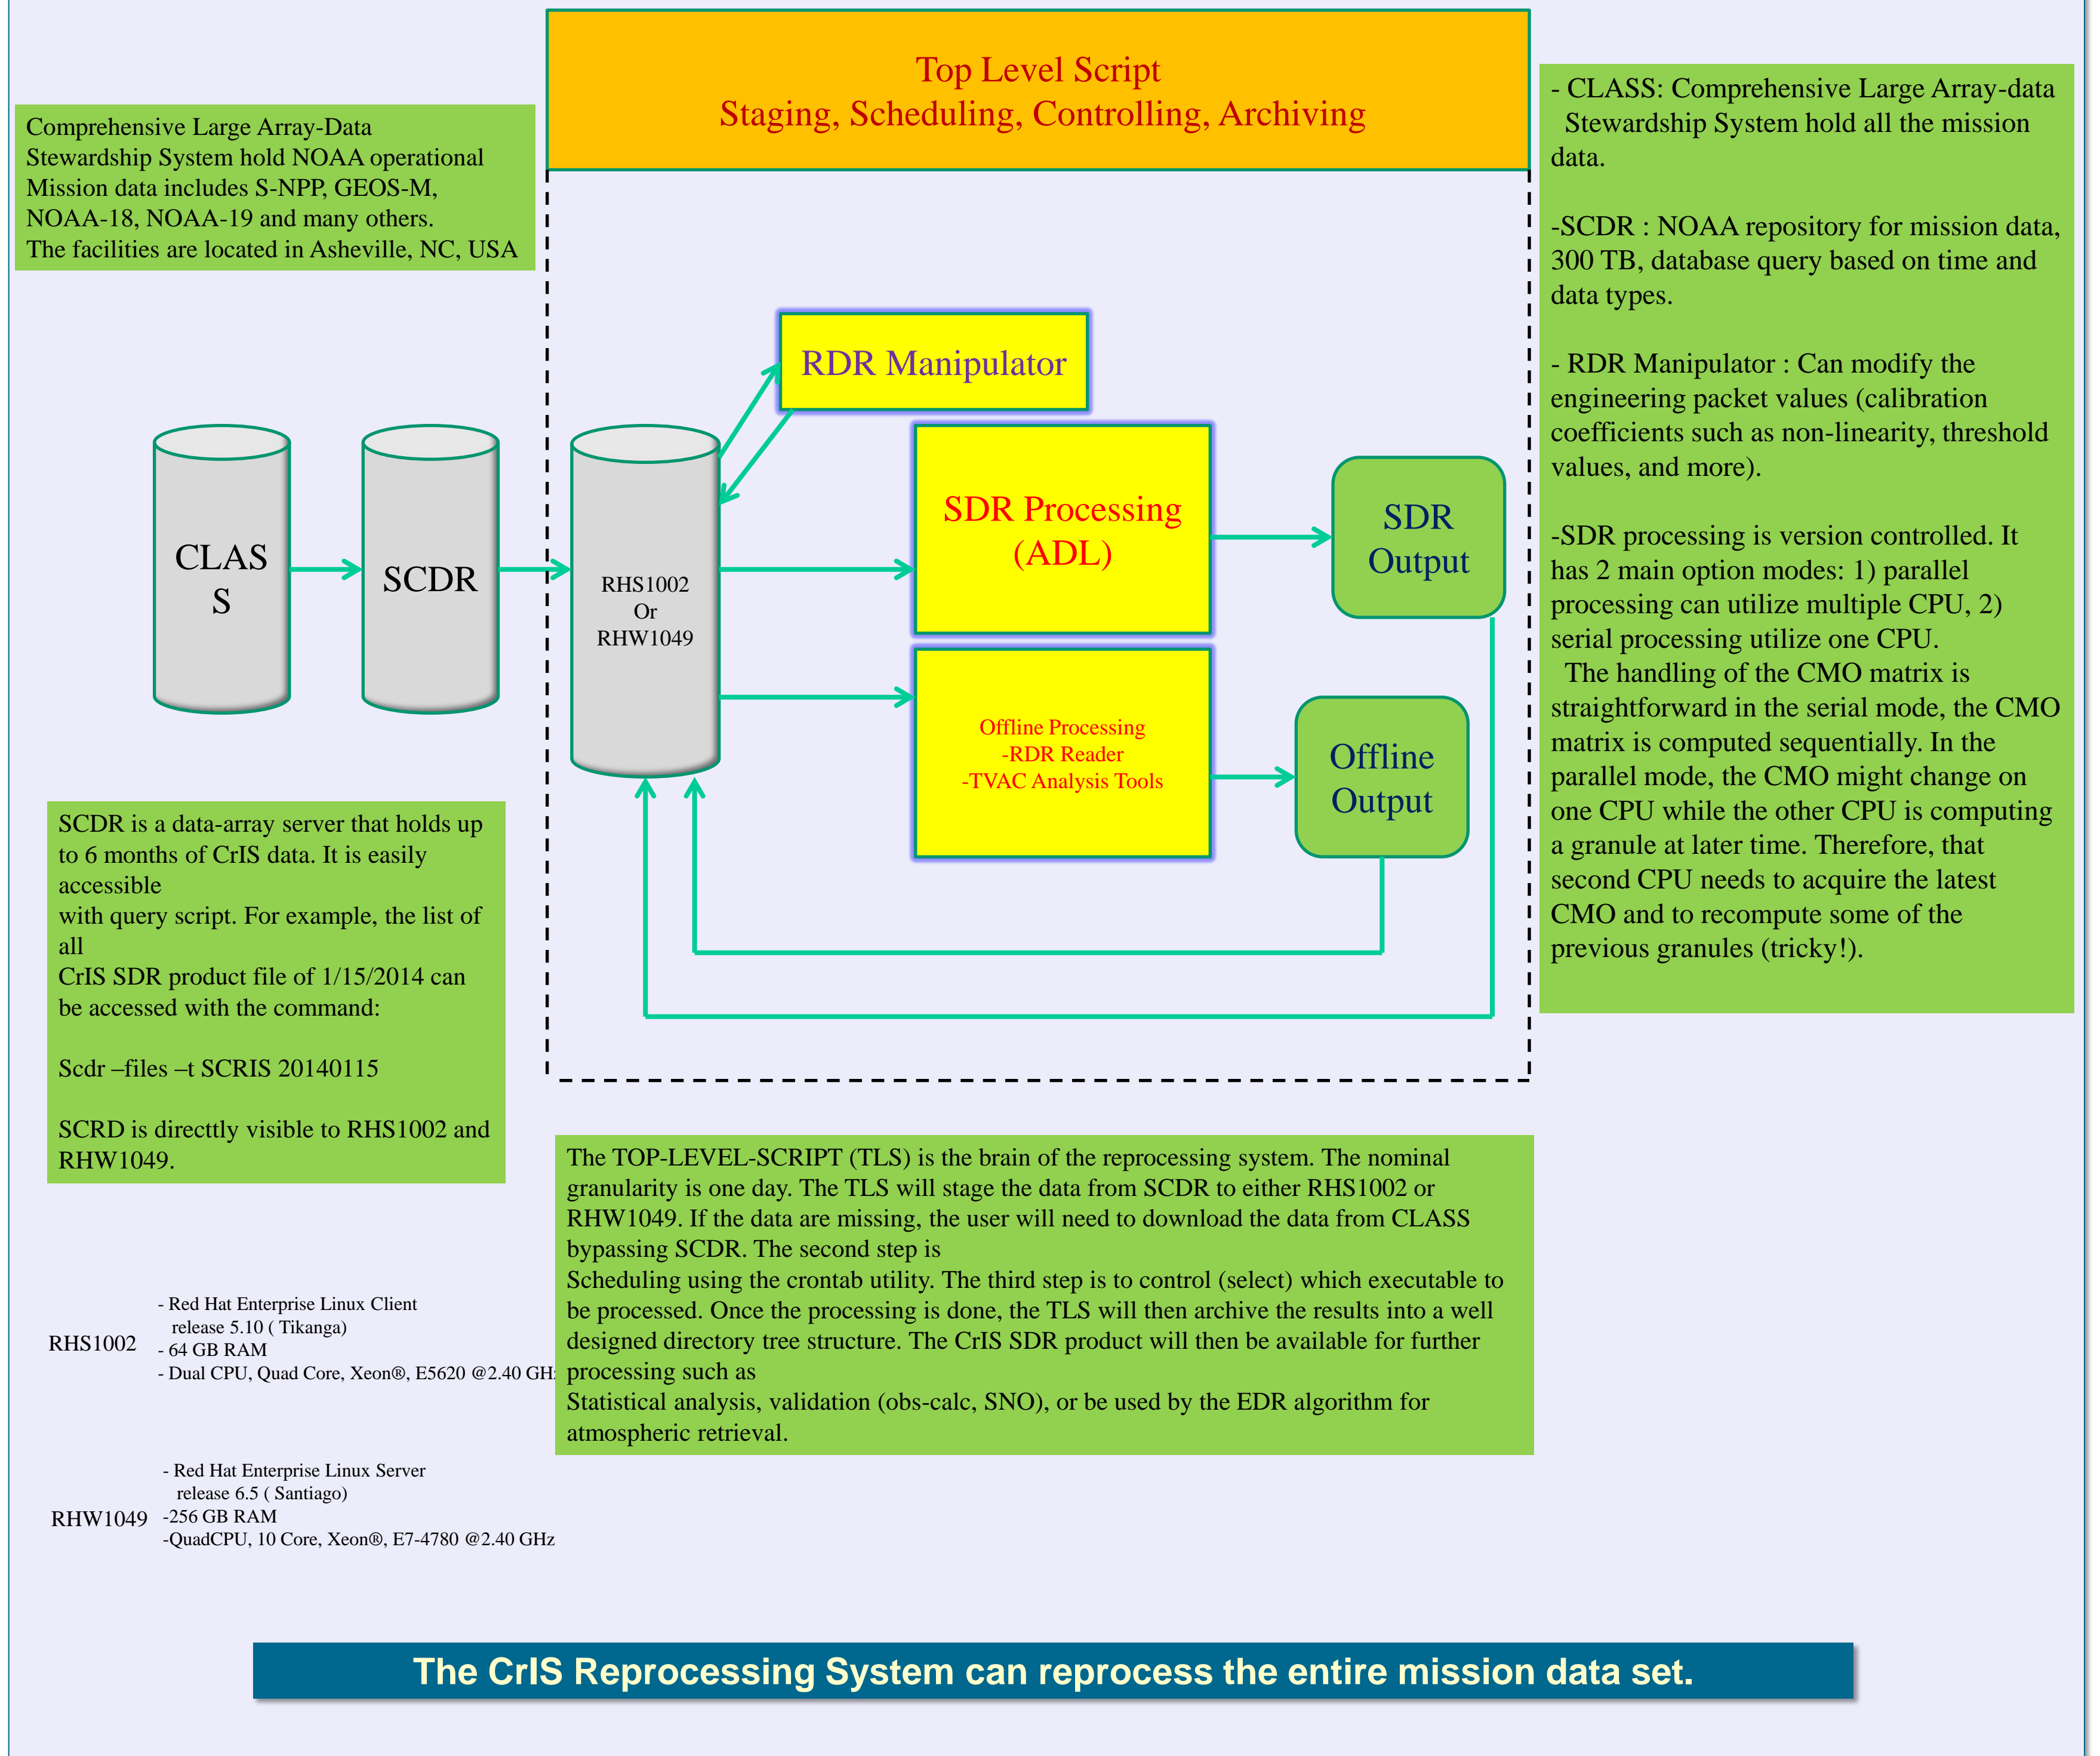 Top Level Script
Staging, Scheduling, Controlling, Archiving
Comprehensive Large Array-Data
Stewardship System hold NOAA operational
Mission data includes S-NPP, GEOS-M,
NOAA-18, NOAA-19 and many others.
The facilities are located in Asheville, NC, USA
- CLASS: Comprehensive Large Array-data
Stewardship System hold all the mission
data.
-SCDR : NOAA repository for mission data,
300 TB, database query based on time and
data types.
- RDR Manipulator : Can modify the
engineering packet values (calibration
coefficients such as non-linearity, threshold
values, and more).
-SDR processing is version controlled. It
has 2 main option modes: 1) parallel
processing can utilize multiple CPU, 2)
serial processing utilize one CPU.
The handling of the CMO matrix is
straightforward in the serial mode, the CMO
matrix is computed sequentially. In the
parallel mode, the CMO might change on
one CPU while the other CPU is computing
a granule at later time. Therefore, that
second CPU needs to acquire the latest
CMO and to recompute some of the
previous granules (tricky!).
RDR Manipulator
CLAS
S
SCDR
RHS1002
Or
RHW1049
SDR Processing
(ADL)
SDR
Output
Offline Processing
-RDR Reader
-TVAC Analysis Tools
Offline
Output
SCDR is a data-array server that holds up
to 6 months of CrIS data. It is easily
accessible
with query script. For example, the list of
all
CrIS SDR product file of 1/15/2014 can
be accessed with the command:
Scdr –files –t SCRIS 20140115
SCRD is directtly visible to RHS1002 and
RHW1049.
The TOP-LEVEL-SCRIPT (TLS) is the brain of the reprocessing system. The nominal
granularity is one day. The TLS will stage the data from SCDR to either RHS1002 or
RHW1049. If the data are missing, the user will need to download the data from CLASS
bypassing SCDR. The second step is
Scheduling using the crontab utility. The third step is to control (select) which executable to
be processed. Once the processing is done, the TLS will then archive the results into a well
designed directory tree structure. The CrIS SDR product will then be available for further
processing such as
Statistical analysis, validation (obs-calc, SNO), or be used by the EDR algorithm for
atmospheric retrieval.
RHS1002
- Red Hat Enterprise Linux Client
release 5.10 ( Tikanga)
- 64 GB RAM
- Dual CPU, Quad Core, Xeon®, E5620 @2.40 GH
RHW1049
- Red Hat Enterprise Linux Server
release 6.5 ( Santiago)
-256 GB RAM
-QuadCPU, 10 Core, Xeon®, E7-4780 @2.40 GHz
The CrIS Reprocessing System can reprocess the entire mission data set.